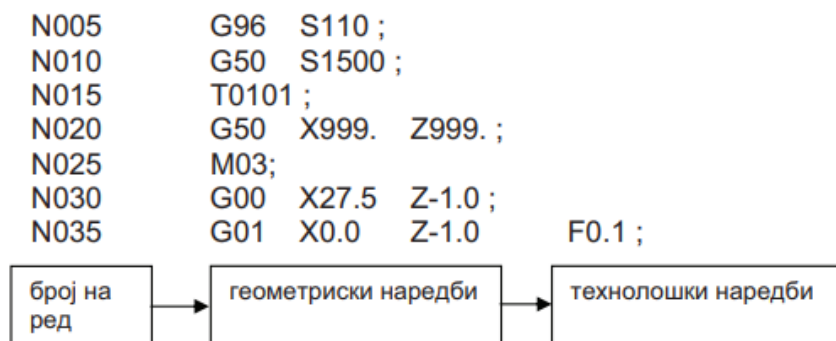 N005 G96 S110 ;
N010 G50 S1500 ;
N015 T0101 ;
N020 G50 X999. Z999. ;
N025 M03;
N030 G00 X27.5 Z-1.0 ;
N035 G01 X0.0 Z-1.0 F0.1 ;
број на
ред
геометриски наредби
технолошки наредби